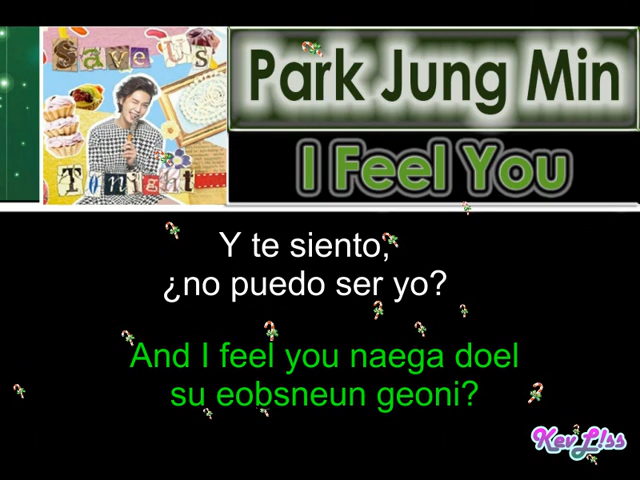 Save Us
Tonight
Park Jung Min
I Feel You
Y te siento,
¿no puedo ser yo?
And I feel you naega doel
su eobsneun geoni?
KevL!ss